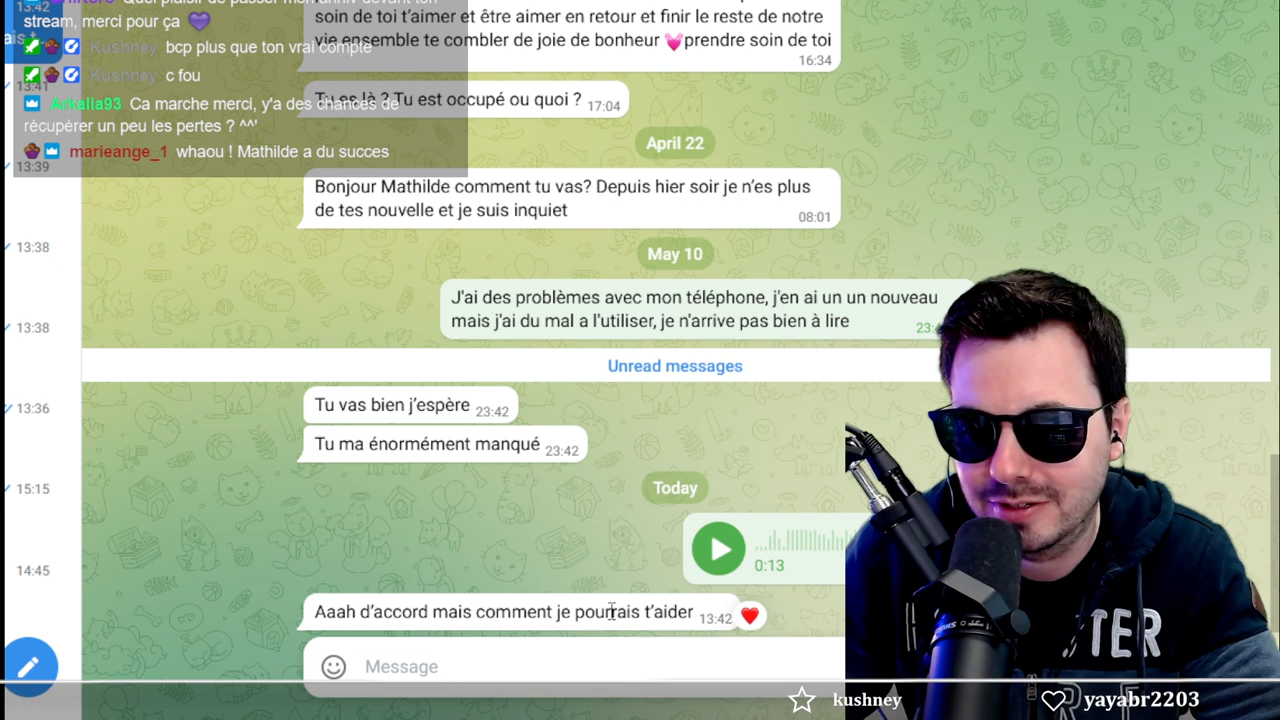 13:42
stream, merci pour ça
Kushney bcp plus que ton vrai compte
Kushney c fou
13:41
Arkalia93 Ca marche merci, y'a des chances de
récupérer un peu les pertes ? ^^'
marieange_1 whaou ! Mathilde a du succes
13:39
soin de toi t'aimer et être aimer en retour et finir le reste de notre
vie ensemble te combler de joie de bonheur 💓prendre soin de toi
16:34
Tu es là ? Tu est occupé ou quoi ? 17:04
April 22
Bonjour Mathilde comment tu vas? Depuis hier soir je n'es plus
de tes nouvelle et je suis inquiet
08:01
13:38
May 10
J'ai des problèmes avec mon téléphone, j'en ai un un nouveau
mais j'ai du mal a l'utiliser, je n'arrive pas bien à lire
13:38
Unread messages
13:36
Tu vas bien j'espère 23:42
Tu ma énormément manqué 23:42
15:15
Today
0:13
14:45
Aaah d'accord mais comment je pourrais t'aider 13:42 ❤️
Message
kushney
yayabr2203